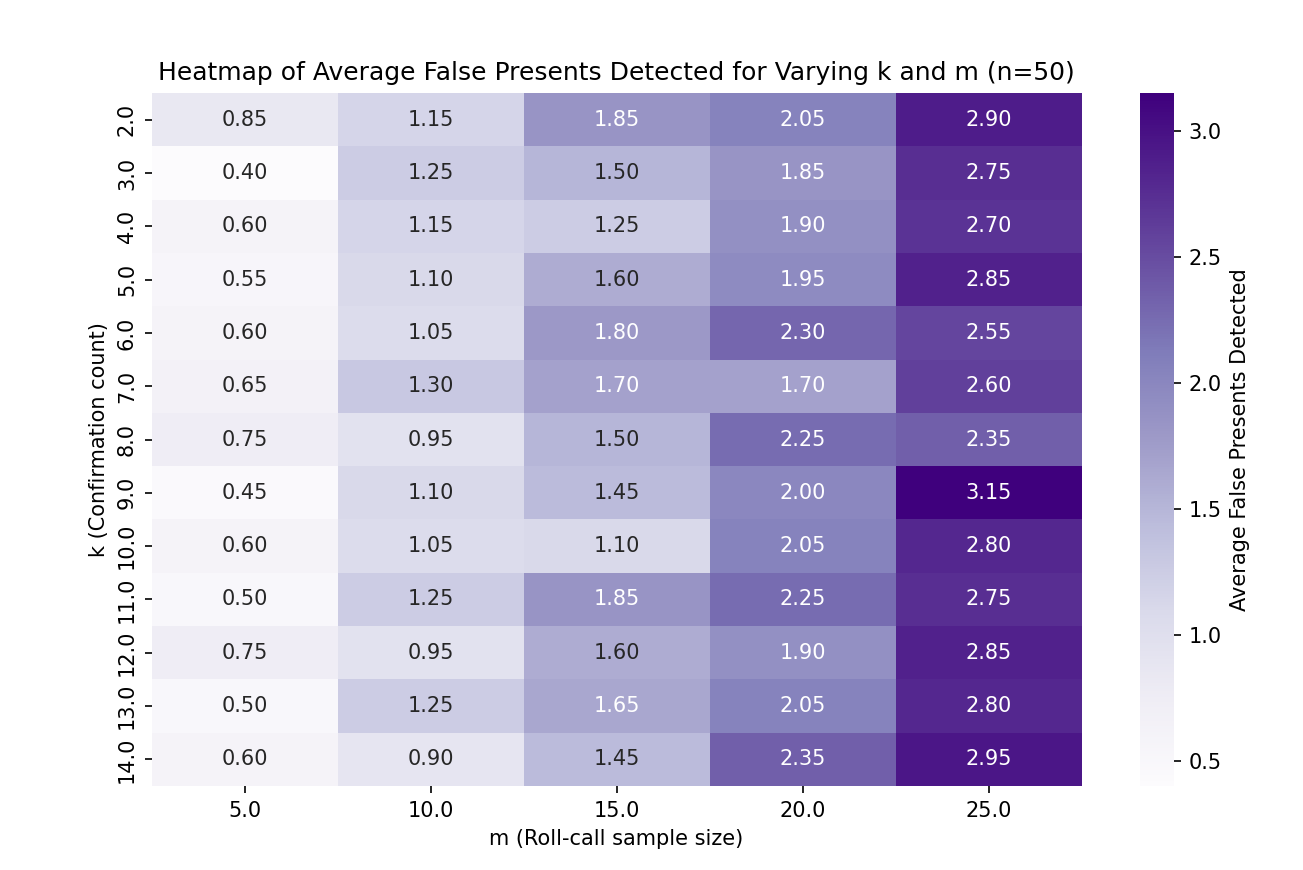 Heatmap of Average False Presents Detected for Varying k and m (n=50)
2.0 0.85 1.15 1.85 2.05 2.90
3.0 0.40 1.25 1.50 1.85 2.75
4.0 0.60 1.15 1.25 1.90 2.70
5.0 0.55 1.10 1.60 1.95 2.85
6.0 0.60 1.05 1.80 2.30 2.55
7.0 0.65 1.30 1.70 1.70 2.60
8.0 0.75 0.95 1.50 2.25 2.35
9.0 0.45 1.10 1.45 2.00 3.15
10.0 0.60 1.05 1.10 2.05 2.80
11.0 0.50 1.25 1.85 2.25 2.75
12.0 0.75 0.95 1.60 1.90 2.85
13.0 0.50 1.25 1.65 2.05 2.80
14.0 0.60 0.90 1.45 2.35 2.95
5.0 10.0 15.0 20.0 25.0
m (Roll-call sample size)
k (Confirmation count)
3.0
2.5
2.0
1.5
1.0
0.5
Average False Presents Detected